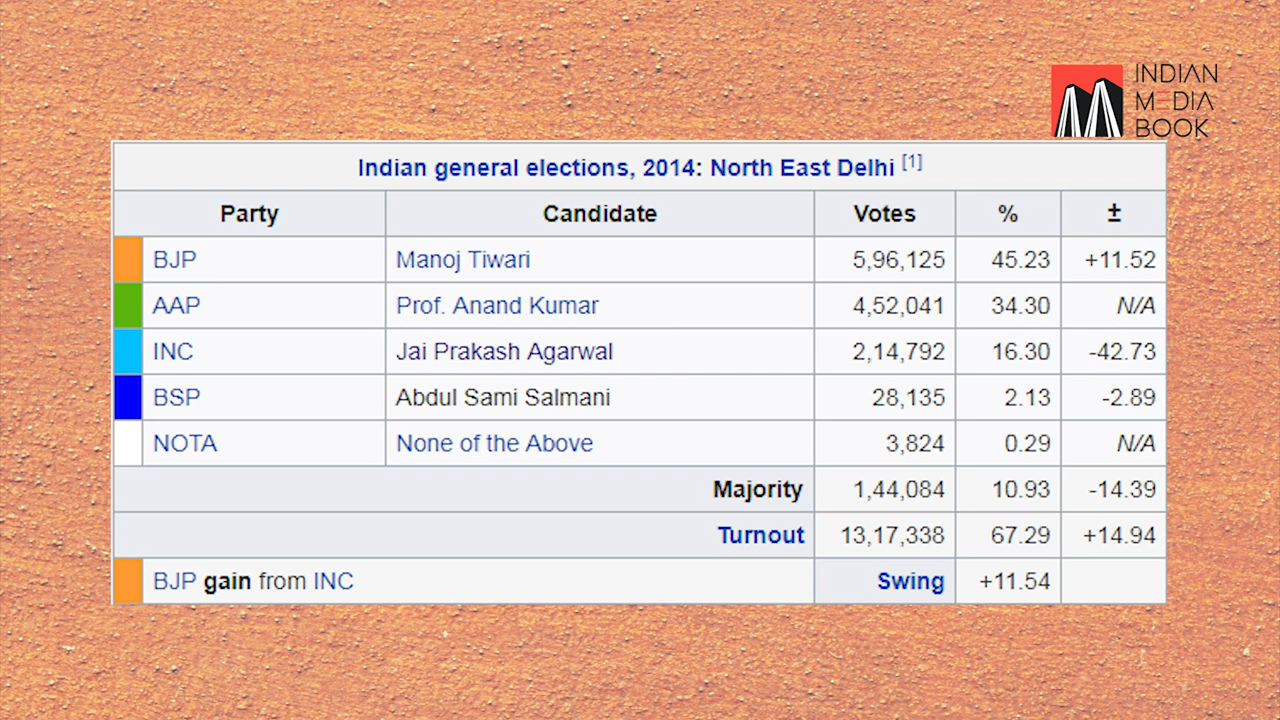 INDIAN
MEDIA
BOOK
Indian general elections, 2014: North East Delhi [1]
Party Candidate Votes % ±
BJP Manoj Tiwari 5,96,125 45.23 +11.52
AAP Prof. Anand Kumar 4,52,041 34.30 N/A
INC Jai Prakash Agarwal 2,14,792 16.30 -42.73
BSP Abdul Sami Salmani 28,135 2.13 -2.89
NOTA None of the Above 3,824 0.29 N/A
Majority 1,44,084 10.93 -14.39
Turnout 13,17,338 67.29 +14.94
BJP gain from INC Swing +11.54